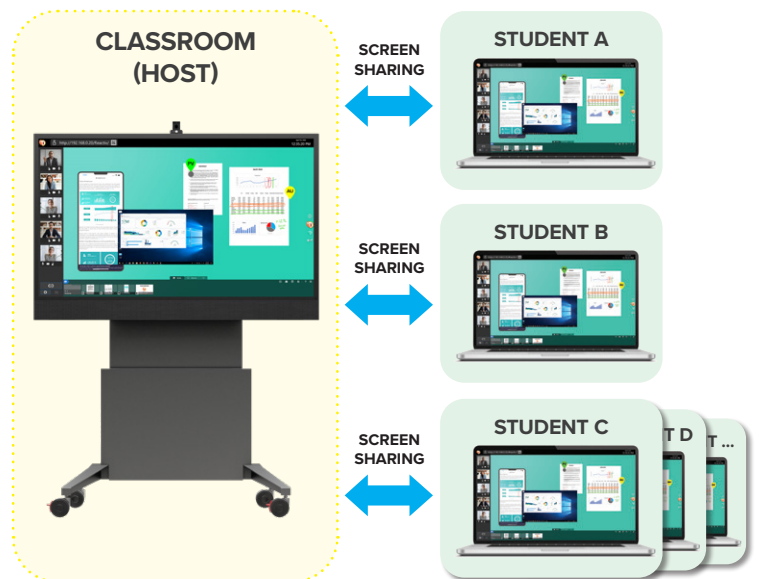 CLASSROOM
(HOST)
SCREEN
SHARING
STUDENT A
SCREEN
SHARING
STUDENT B
SCREEN
SHARING
STUDENT C
T D
T ...